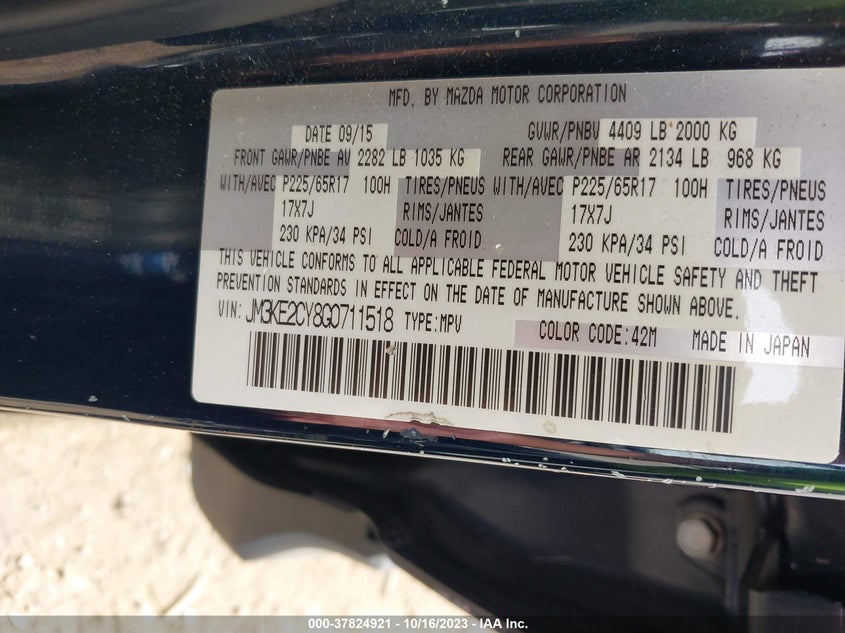 MFD. BY MAZDA MOTOR CORPORATION
DATE 09/15 GVWR/PNBV 4409 LB 2000 KG
FRONT GAWR/PNBE AV 2282 LB 1035 KG REAR GAWR/PNBE AR 2134 LB 968 KG
WITH/AVEC P225/65R17 100H TIRES/PNEUS WITH/AVEC P225/65R17 100H TIRES/PNEUS
17X7J RIMS/JANTES 17X7J RIMS/JANTES
230 KPA/34 PSI COLD/A FROID 230 KPA/34 PSI COLD/A FROID
THIS VEHICLE CONFORMS TO ALL APPLICABLE FEDERAL MOTOR VEHICLE SAFETY AND THEFT
PREVENTION STANDARDS IN EFFECT ON THE DATE OF MANUFACTURE SHOWN ABOVE.
VIN: JM3KE2CY8G0711518 TYPE:MPV COLOR CODE:42M MADE IN JAPAN
000-37824921 - 10/16/2023 - IAA Inc.